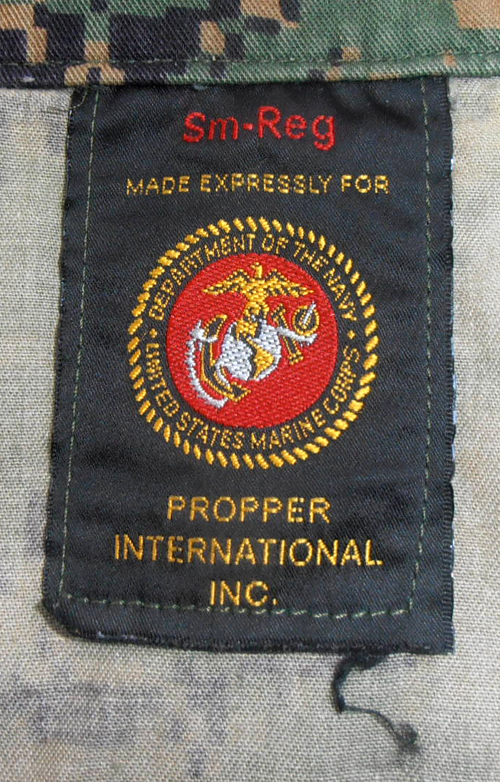 Sm-Reg
MADE EXPRESSLY FOR
DEPARTMENT OF THE NAVY
UNITED STATES MARINE CORPS
PROPPER
INTERNATIONAL
INC.